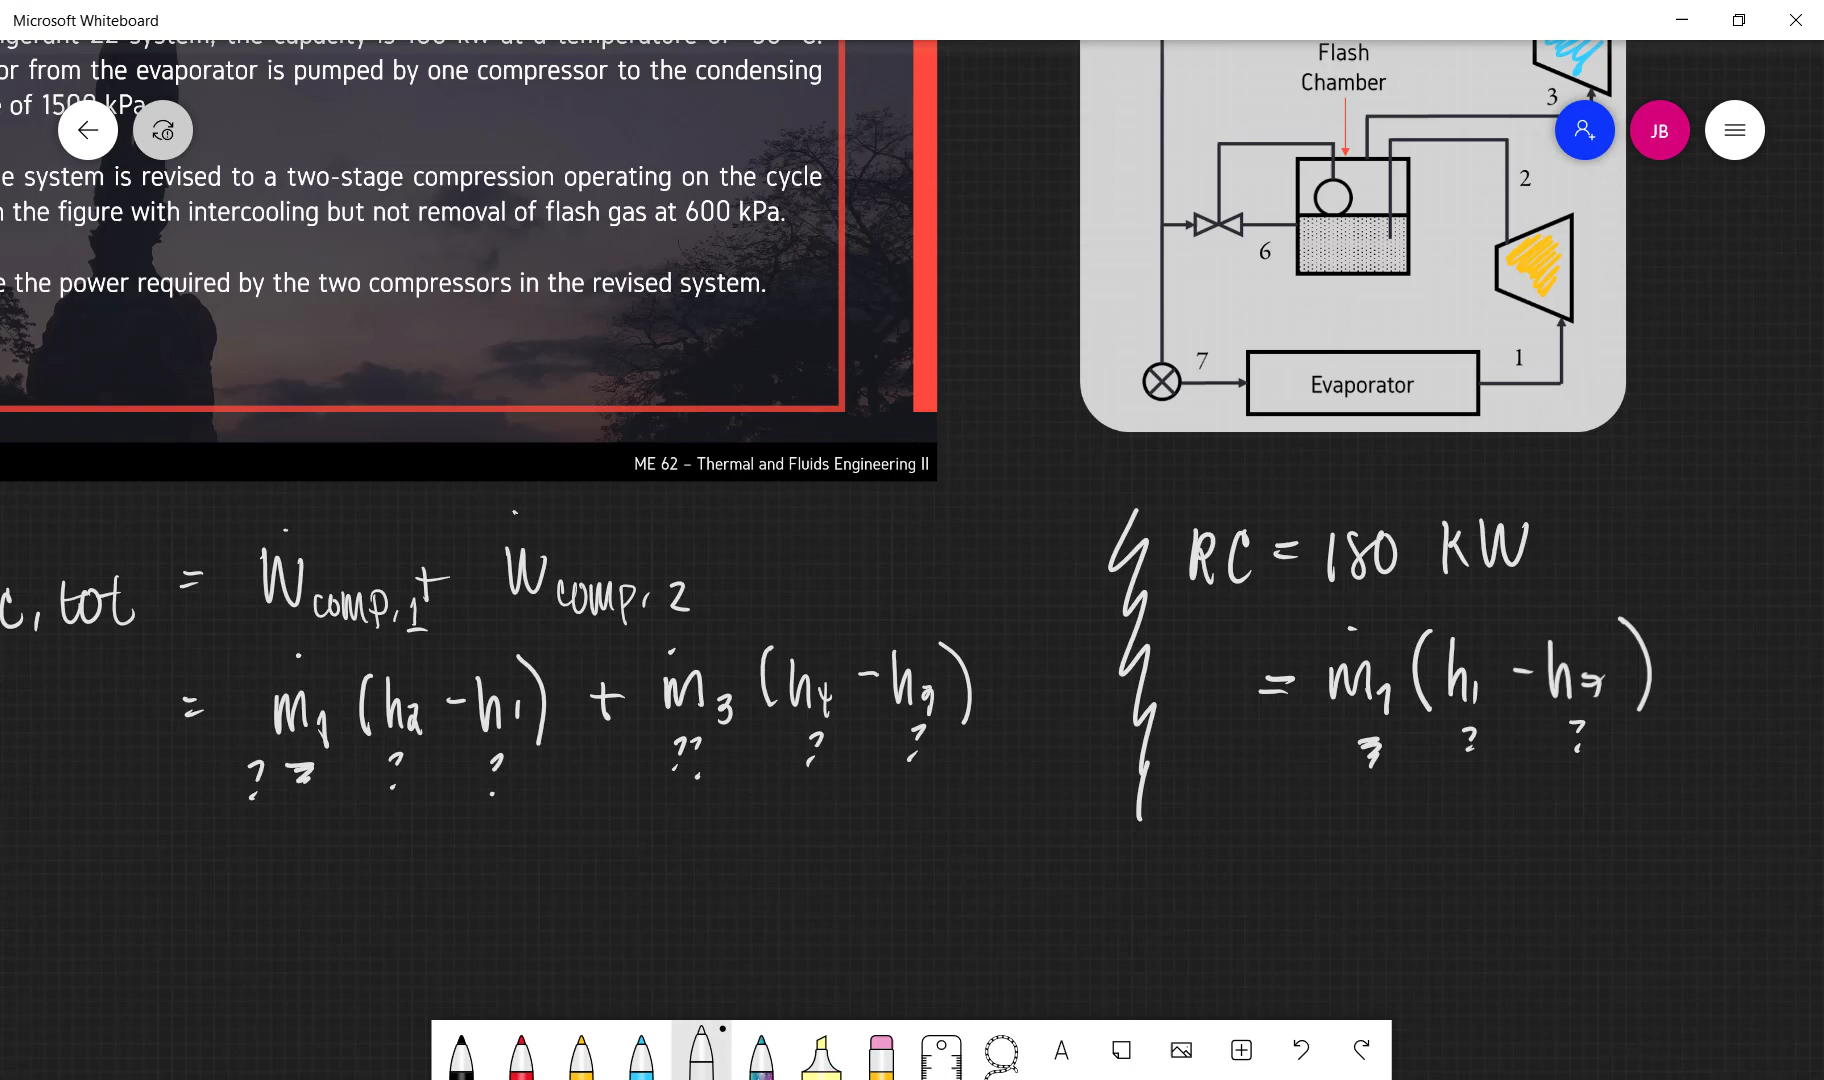 Microsoft Whiteboard
or from the evaporator is pumped by one compressor to the condensing
of 1500 kPa
e system is revised to a two-stage compression operating on the cycle
n the figure with intercooling but not removal of flash gas at 600 kPa.
e the power required by the two compressors in the revised system.
ME 62 – Thermal and Fluids Engineering II
Flash
Chamber
3
JB
2
6
7
1
Evaporator
c, tot = Ẇcomp,1 + Ẇcomp, 2
= ṁ1 (h2 - h1) + ṁ3 (h4 - h3)
? ? ? ?? ? ?
RC = 180 KW
= ṁ1 (h1 - h7)
? ?
A